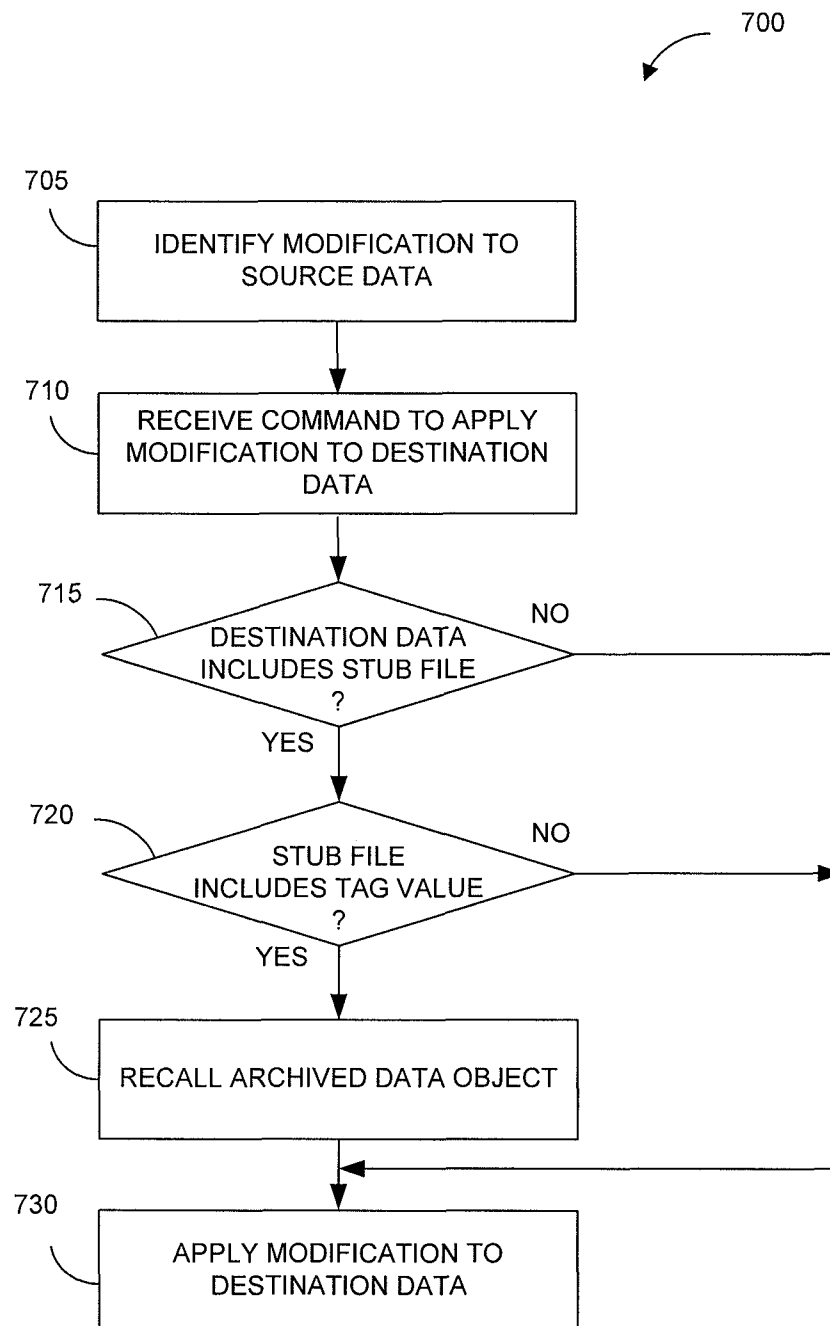 700
705
IDENTIFY MODIFICATION TO
SOURCE DATA
710
RECEIVE COMMAND TO APPLY
MODIFICATION TO DESTINATION
DATA
715
DESTINATION DATA
INCLUDES STUB FILE
?
NO
YES
720
STUB FILE
INCLUDES TAG VALUE
?
NO
YES
725
RECALL ARCHIVED DATA OBJECT
730
APPLY MODIFICATION TO
DESTINATION DATA